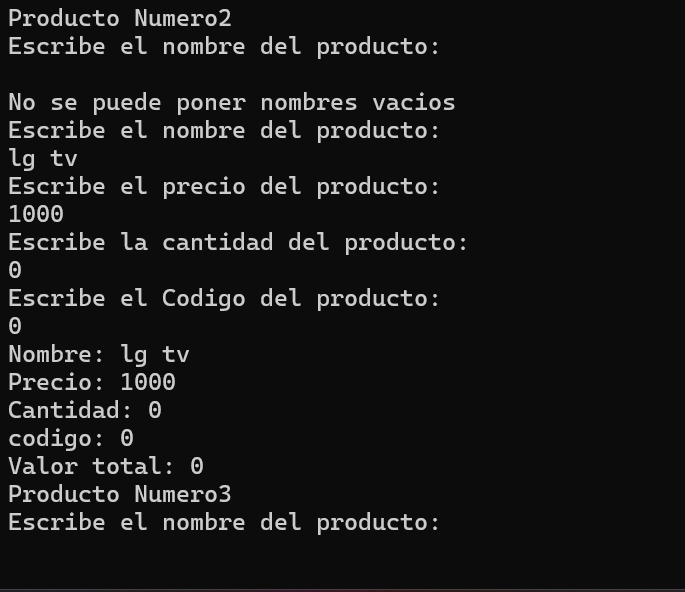 Producto Numero2
Escribe el nombre del producto:
No se puede poner nombres vacios
Escribe el nombre del producto:
lg tv
Escribe el precio del producto:
1000
Escribe la cantidad del producto:
0
Escribe el Codigo del producto:
0
Nombre: lg tv
Precio: 1000
Cantidad: 0
codigo: 0
Valor total: 0
Producto Numero3
Escribe el nombre del producto: